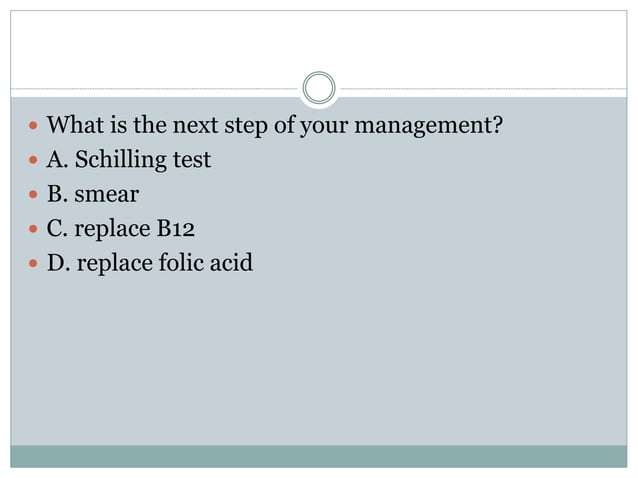 • What is the next step of your management?
• A. Schilling test
• B. smear
• C. replace B12
• D. replace folic acid